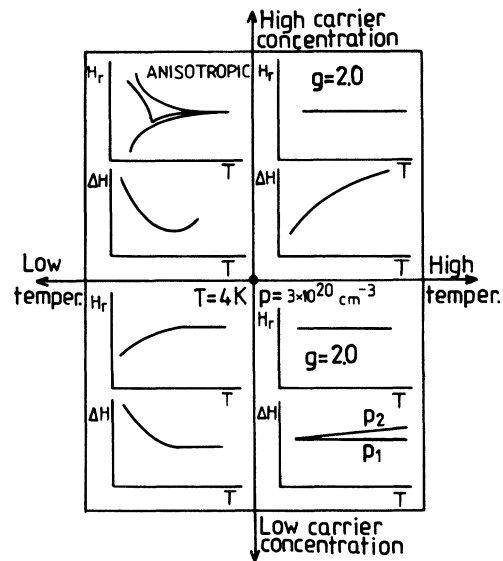 High carrier
concentration
Hr
ANISOTROPIC
T
Hr
g=2.0
T
ΔH
T
ΔH
T
Low
temper.
T=4K
p=3×10²⁰ cm⁻³
High
temper.
Hr
T
Hr
g=2.0
T
ΔH
T
ΔH
p2
p1
T
Low carrier
concentration